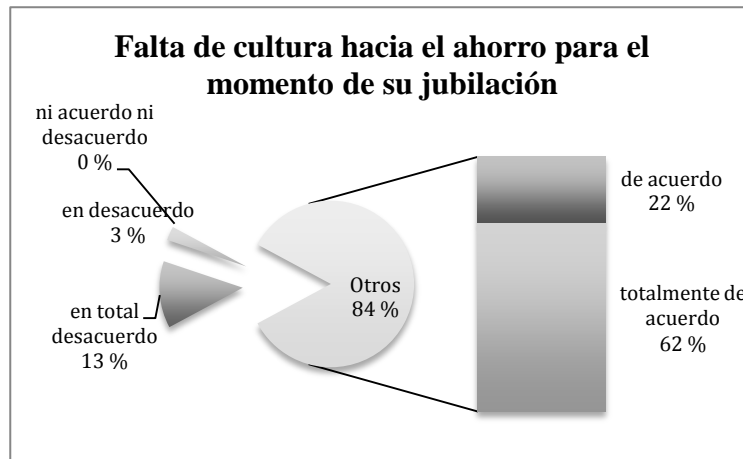 Falta de cultura hacia el ahorro para el
momento de su jubilación
ni acuerdo ni
desacuerdo
0 %
en desacuerdo
3 %
en total
desacuerdo
13 %
Otros
84 %
de acuerdo
22 %
totalmente de
acuerdo
62 %